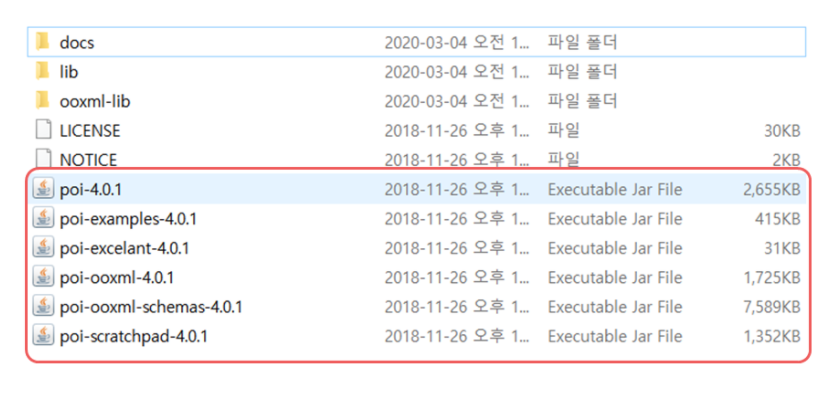 docs 2020-03-04 오전 1... 파일 폴더
lib 2020-03-04 오전 1... 파일 폴더
ooxml-lib 2020-03-04 오전 1... 파일 폴더
LICENSE 2018-11-26 오후 1... 파일 30KB
NOTICE 2018-11-26 오후 1... 파일 2KB
poi-4.0.1 2018-11-26 오후 1... Executable Jar File 2,655KB
poi-examples-4.0.1 2018-11-26 오후 1... Executable Jar File 415KB
poi-excelant-4.0.1 2018-11-26 오후 1... Executable Jar File 31KB
poi-ooxml-4.0.1 2018-11-26 오후 1... Executable Jar File 1,725KB
poi-ooxml-schemas-4.0.1 2018-11-26 오후 1... Executable Jar File 7,589KB
poi-scratchpad-4.0.1 2018-11-26 오후 1... Executable Jar File 1,352KB